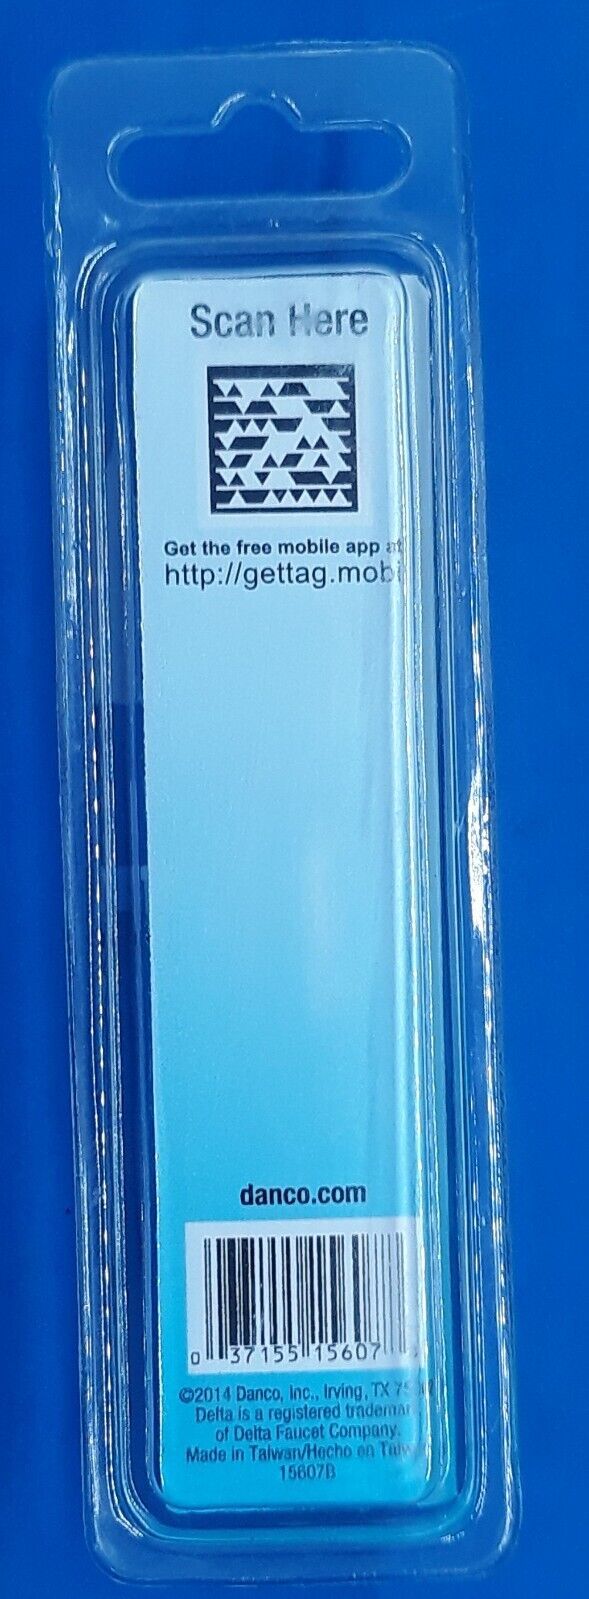 Scan Here
Get the free mobile app at
http://gettag.mobi
danco.com
0 37155 15607
©2014 Danco, Inc., Irving, TX
Delta is a registered trademark
of Delta Faucet Company.
Made in Taiwan/Hecho en Taiwan
15607B